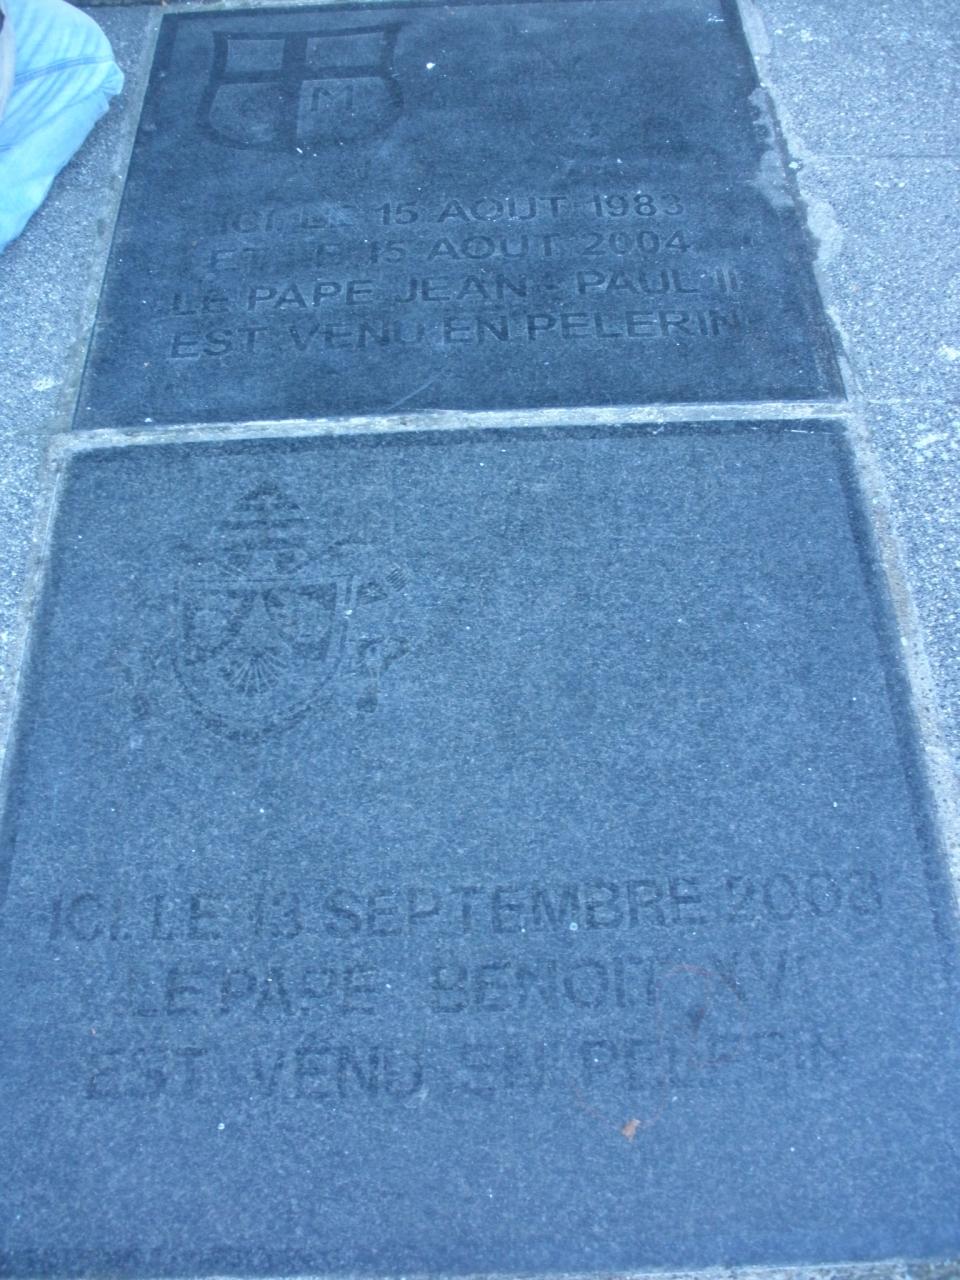 M
ICI. LE 15 AOUT 1983
ET LE 15 AOUT 2004
LE PAPE JEAN - PAUL II
EST VENU EN PELERIN
ICI. LE 13 SEPTEMBRE 2008
LE PAPE BENOIT XVI
EST VENU EN PELERIN